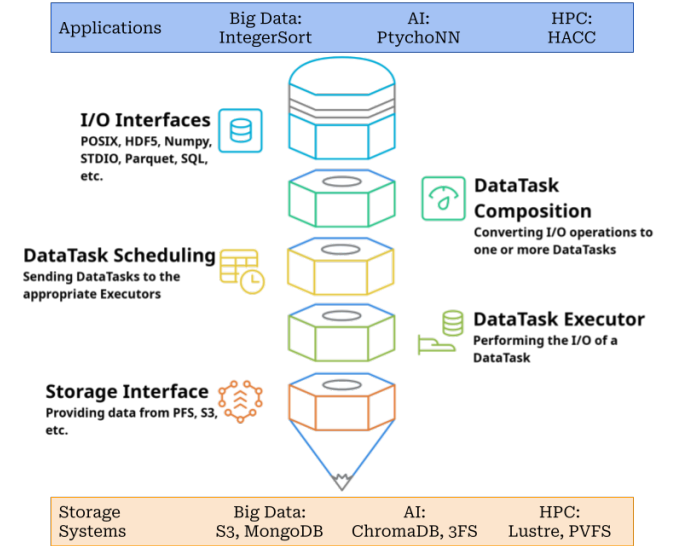 Applications
Big Data:
IntegerSort
AI:
PtychoNN
HPC:
HACC
I/O Interfaces
POSIX, HDF5, Numpy,
STDIO, Parquet, SQL,
etc.
DataTask
Composition
Converting I/O operations to
one or more DataTasks
DataTask Scheduling
Sending DataTasks to the
appropriate Executors
DataTask Executor
Performing the I/O of a
DataTask
Storage Interface
Providing data from PFS, S3,
etc.
Storage
Systems
Big Data:
S3, MongoDB
AI:
ChromaDB, 3FS
HPC:
Lustre, PVFS